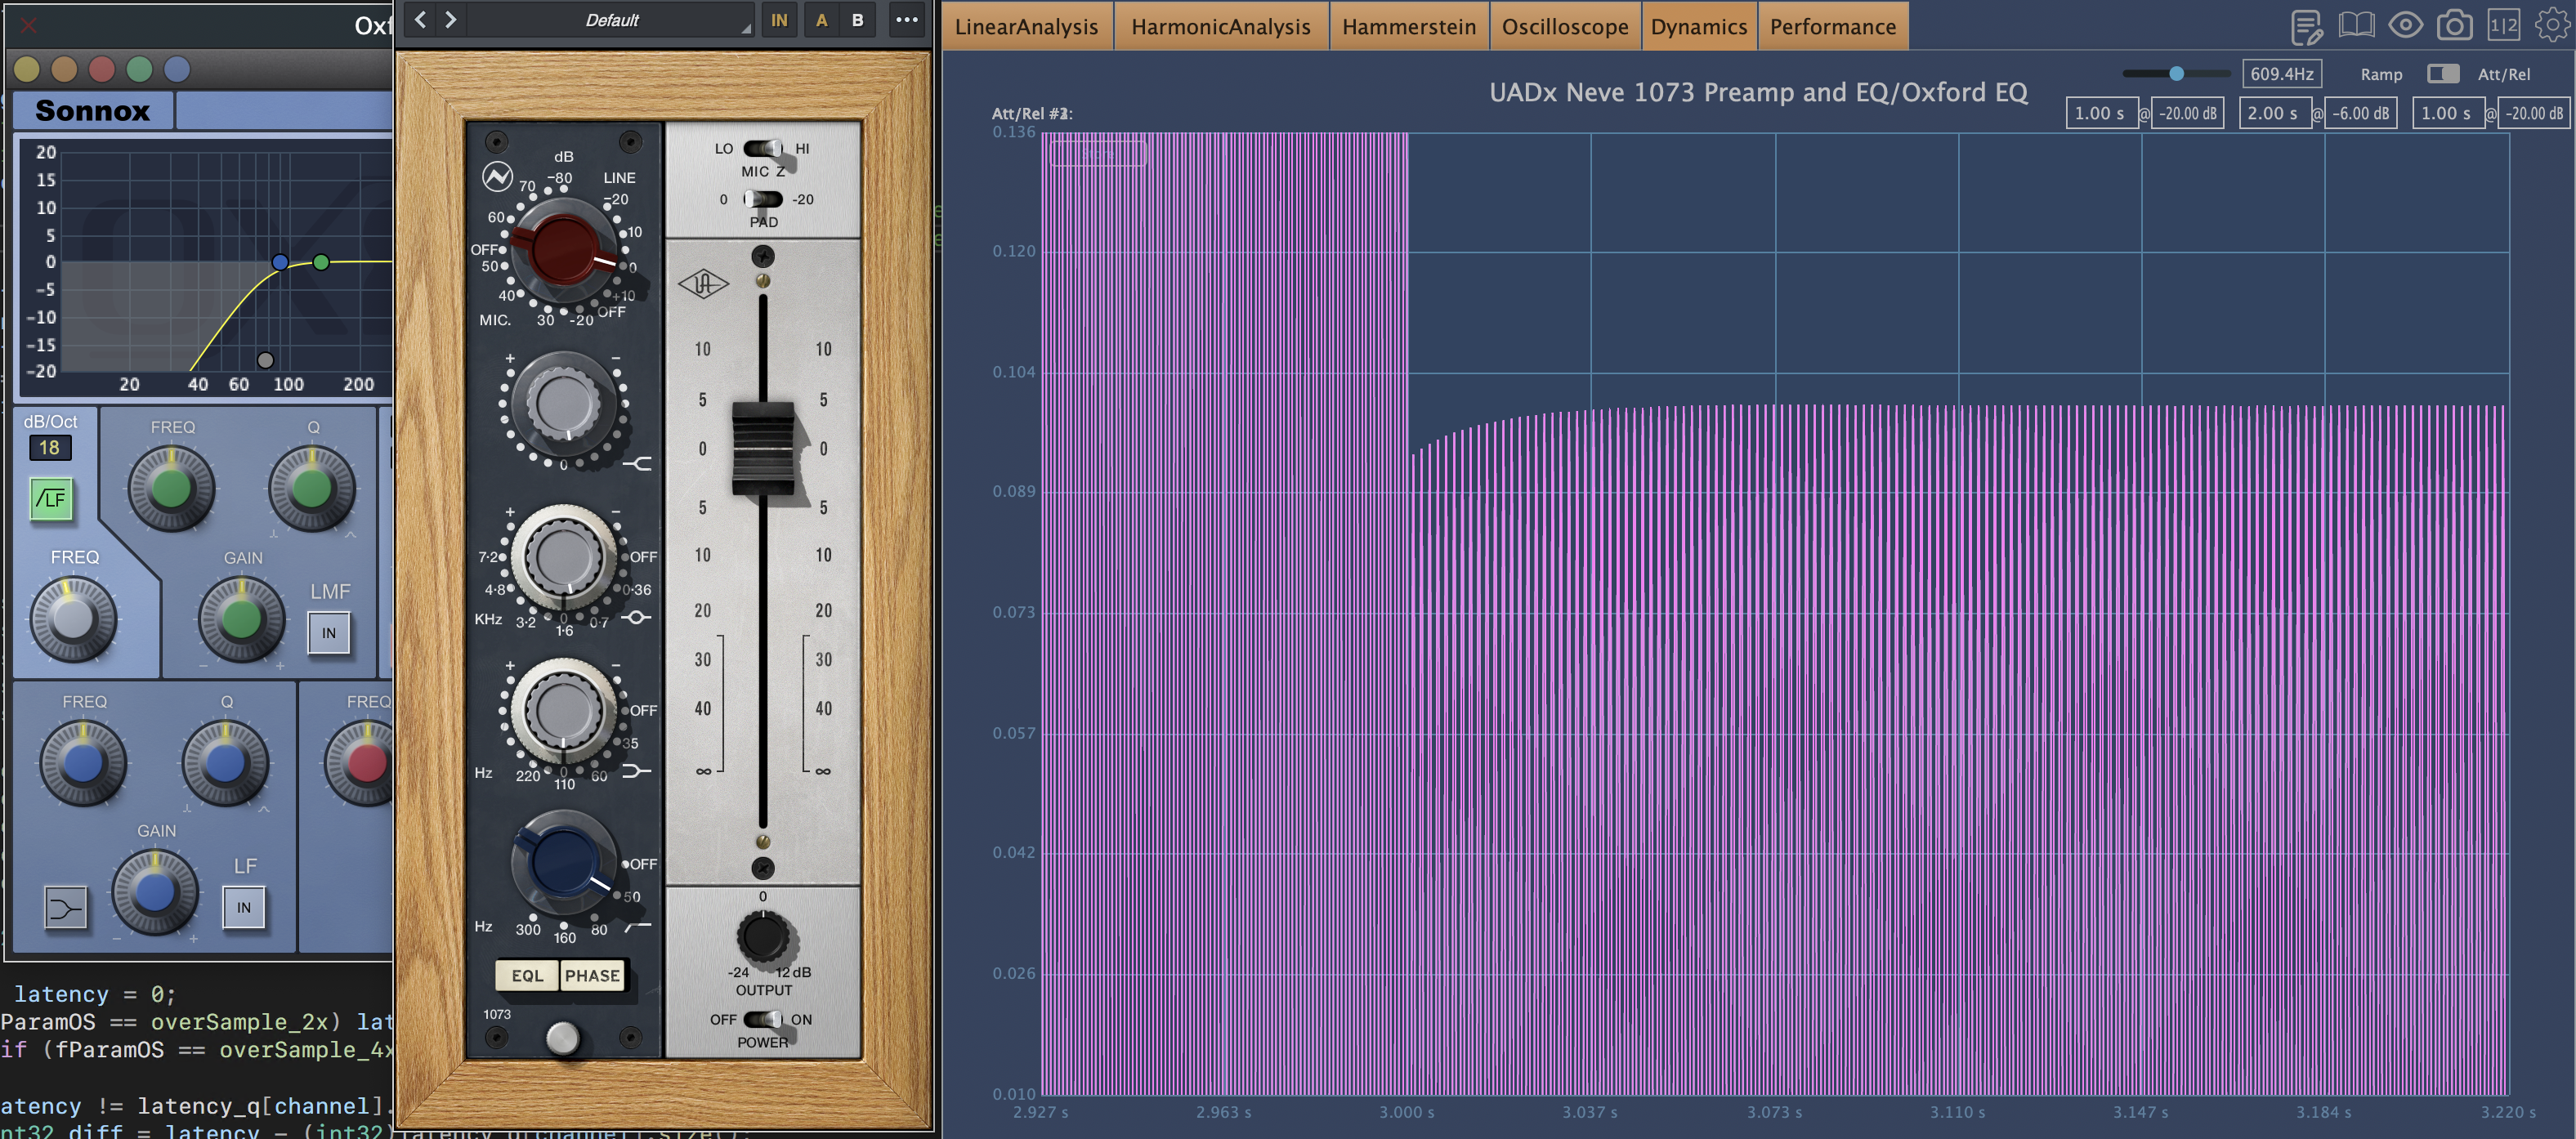 Oxf
Sonnox
20
15
10
5
0
-5
-10
-15
-20
20 40 60 100 200
dB/Oct
18
LF
FREQ Q
FREQ
GAIN
LMF
IN
- +
FREQ Q FREQ
GAIN
LF
IN
- +
latency = 0;
ParamOS == overSample_2x) lat
if (fParamOS == overSample_4x
atency != latency_q[channel].
nt32 diff = latency - (int32)latency_q[channel].size();
Default
IN A B
dB
-80
70
LINE
-20
60
10
OFF
50
0
40
+10
OFF
MIC. 30 -20
+ -
0
+ -
7·2 OFF
4·8 0·36
KHz 3·2 0 0·7
1·6
+ -
OFF
35
Hz 220 0 60
110
OFF
50
Hz 300 160 80
EQL PHASE
1073
LO HI
MIC Z
0 -20
PAD
UA
10 10
5 5
0 0
5 5
10 10
20 20
30 30
40 40
∞ ∞
0
-24 12 dB
OUTPUT
OFF ON
POWER
LinearAnalysis HarmonicAnalysis Hammerstein Oscilloscope Dynamics Performance
1|2
609.4Hz Ramp Att/Rel
UADx Neve 1073 Preamp and EQ/Oxford EQ
1.00 s @ -20.00 dB 2.00 s @ -6.00 dB 1.00 s @ -20.00 dB
Store
0.136
0.120
0.104
0.089
0.073
0.057
0.042
0.026
0.010
2.927 s 2.963 s 3.000 s 3.037 s 3.073 s 3.110 s 3.147 s 3.184 s 3.220 s